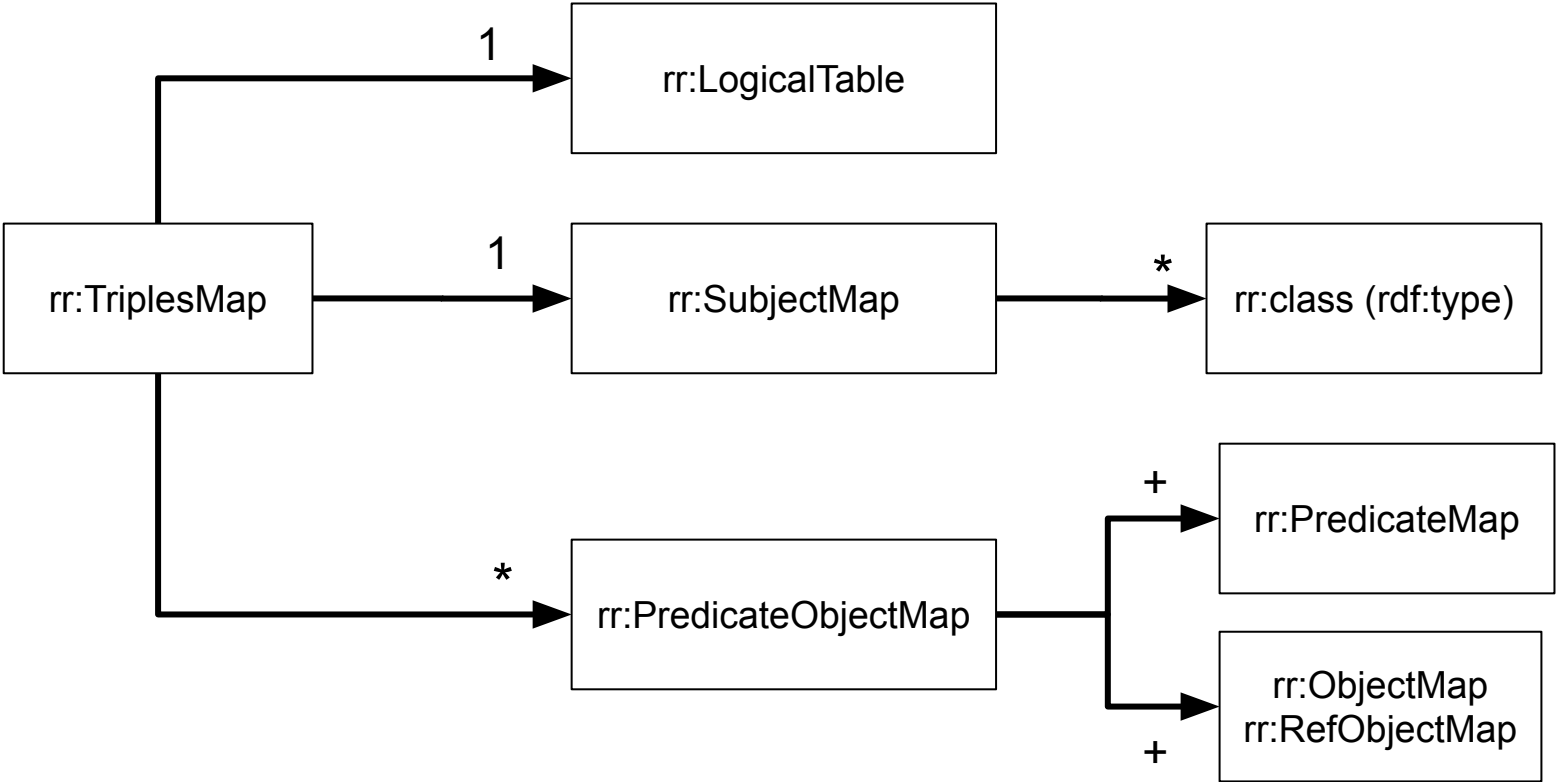 1
rr:LogicalTable
rr:TriplesMap
1
rr:SubjectMap
*
rr:class (rdf:type)
*
rr:PredicateObjectMap
+
rr:PredicateMap
+
rr:ObjectMap
rr:RefObjectMap